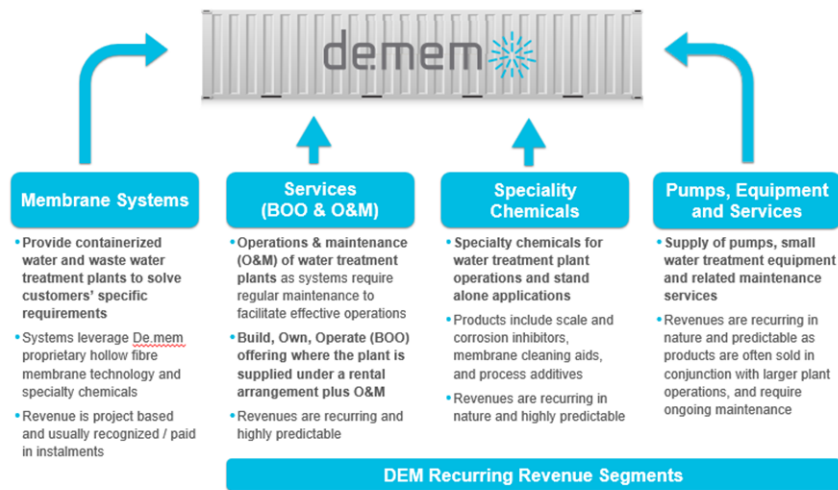 de.mem
Membrane Systems
• Provide containerized
water and waste water
treatment plants to solve
customers' specific
requirements
• Systems leverage De.mem
proprietary hollow fibre
membrane technology and
specialty chemicals
• Revenue is project based
and usually recognized / paid
in instalments
Services
(BOO & O&M)
• Operations & maintenance
(O&M) of water treatment
plants as systems require
regular maintenance to
facilitate effective operations
• Build, Own, Operate (BOO)
offering where the plant is
supplied under a rental
arrangement plus O&M
• Revenues are recurring and
highly predictable
Speciality
Chemicals
• Specialty chemicals for
water treatment plant
operations and stand
alone applications
• Products include scale and
corrosion inhibitors,
membrane cleaning aids,
and process additives
• Revenues are recurring in
nature and highly predictable
Pumps, Equipment
and Services
• Supply of pumps, small
water treatment equipment
and related maintenance
services
• Revenues are recurring in
nature and predictable as
products are often sold in
conjunction with larger plant
operations, and require
ongoing maintenance
DEM Recurring Revenue Segments